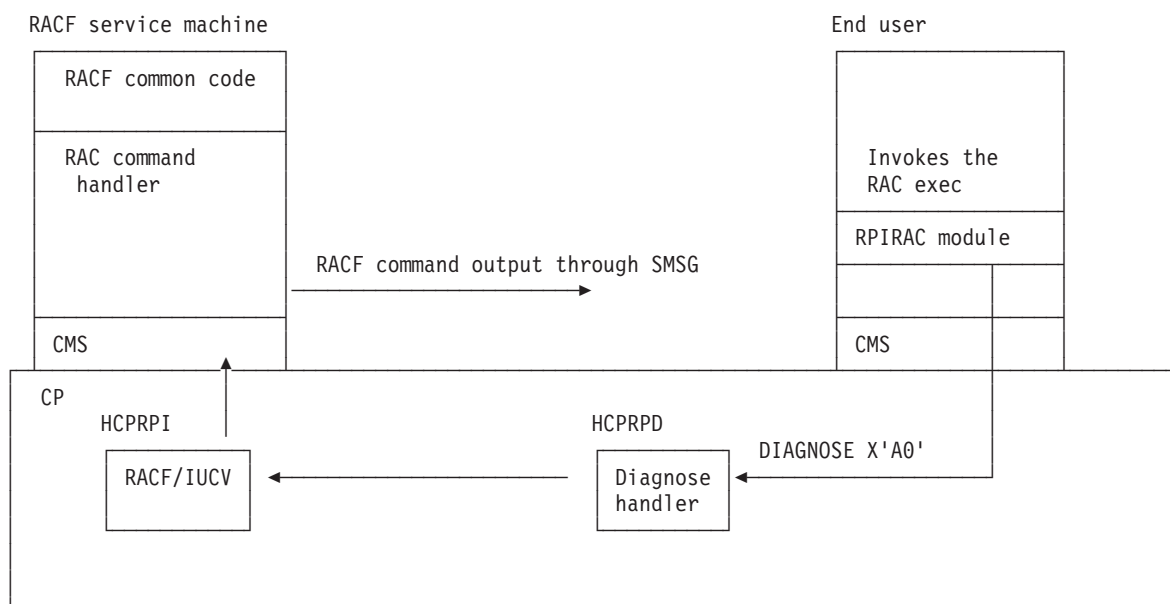 RACF service machine
End user
RACF common code
RAC command
handler
Invokes the
RAC exec
RPIRAC module
RACF command output through SMSG
CMS
CMS
CP
HCPRPI
HCPRPD
DIAGNOSE X'A0'
RACF/IUCV
Diagnose
handler